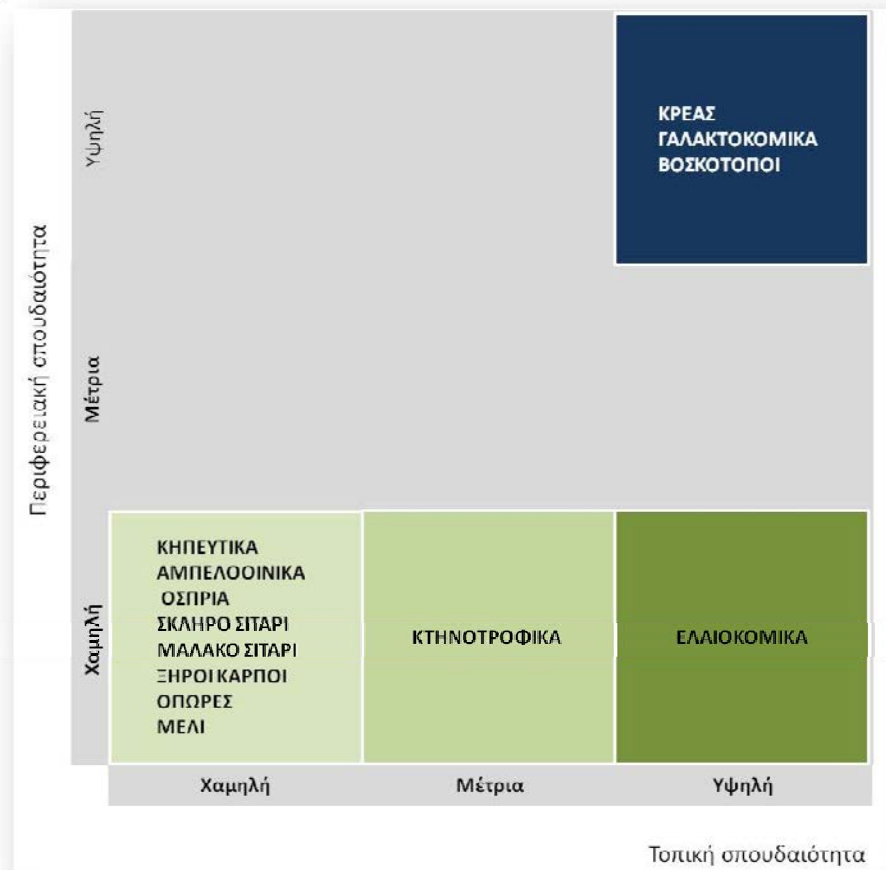 Περιφερειακή σπουδαιότητα
Υψηλή
ΚΡΕΑΣ
ΓΑΛΑΚΤΟΚΟΜΙΚΑ
ΒΟΣΚΟΤΟΠΟΙ
Μέτρια
Χαμηλή
ΚΗΠΕΥΤΙΚΑ
ΑΜΠΕΛΟΟΙΝΙΚΑ
ΟΣΠΡΙΑ
ΣΚΛΗΡΟ ΣΙΤΑΡΙ
ΜΑΛΑΚΟ ΣΙΤΑΡΙ
ΞΗΡΟΙ ΚΑΡΠΟΙ
ΟΠΩΡΕΣ
ΜΕΛΙ
ΚΤΗΝΟΤΡΟΦΙΚΑ
ΕΛΑΙΟΚΟΜΙΚΑ
Χαμηλή
Μέτρια
Υψηλή
Τοπική σπουδαιότητα